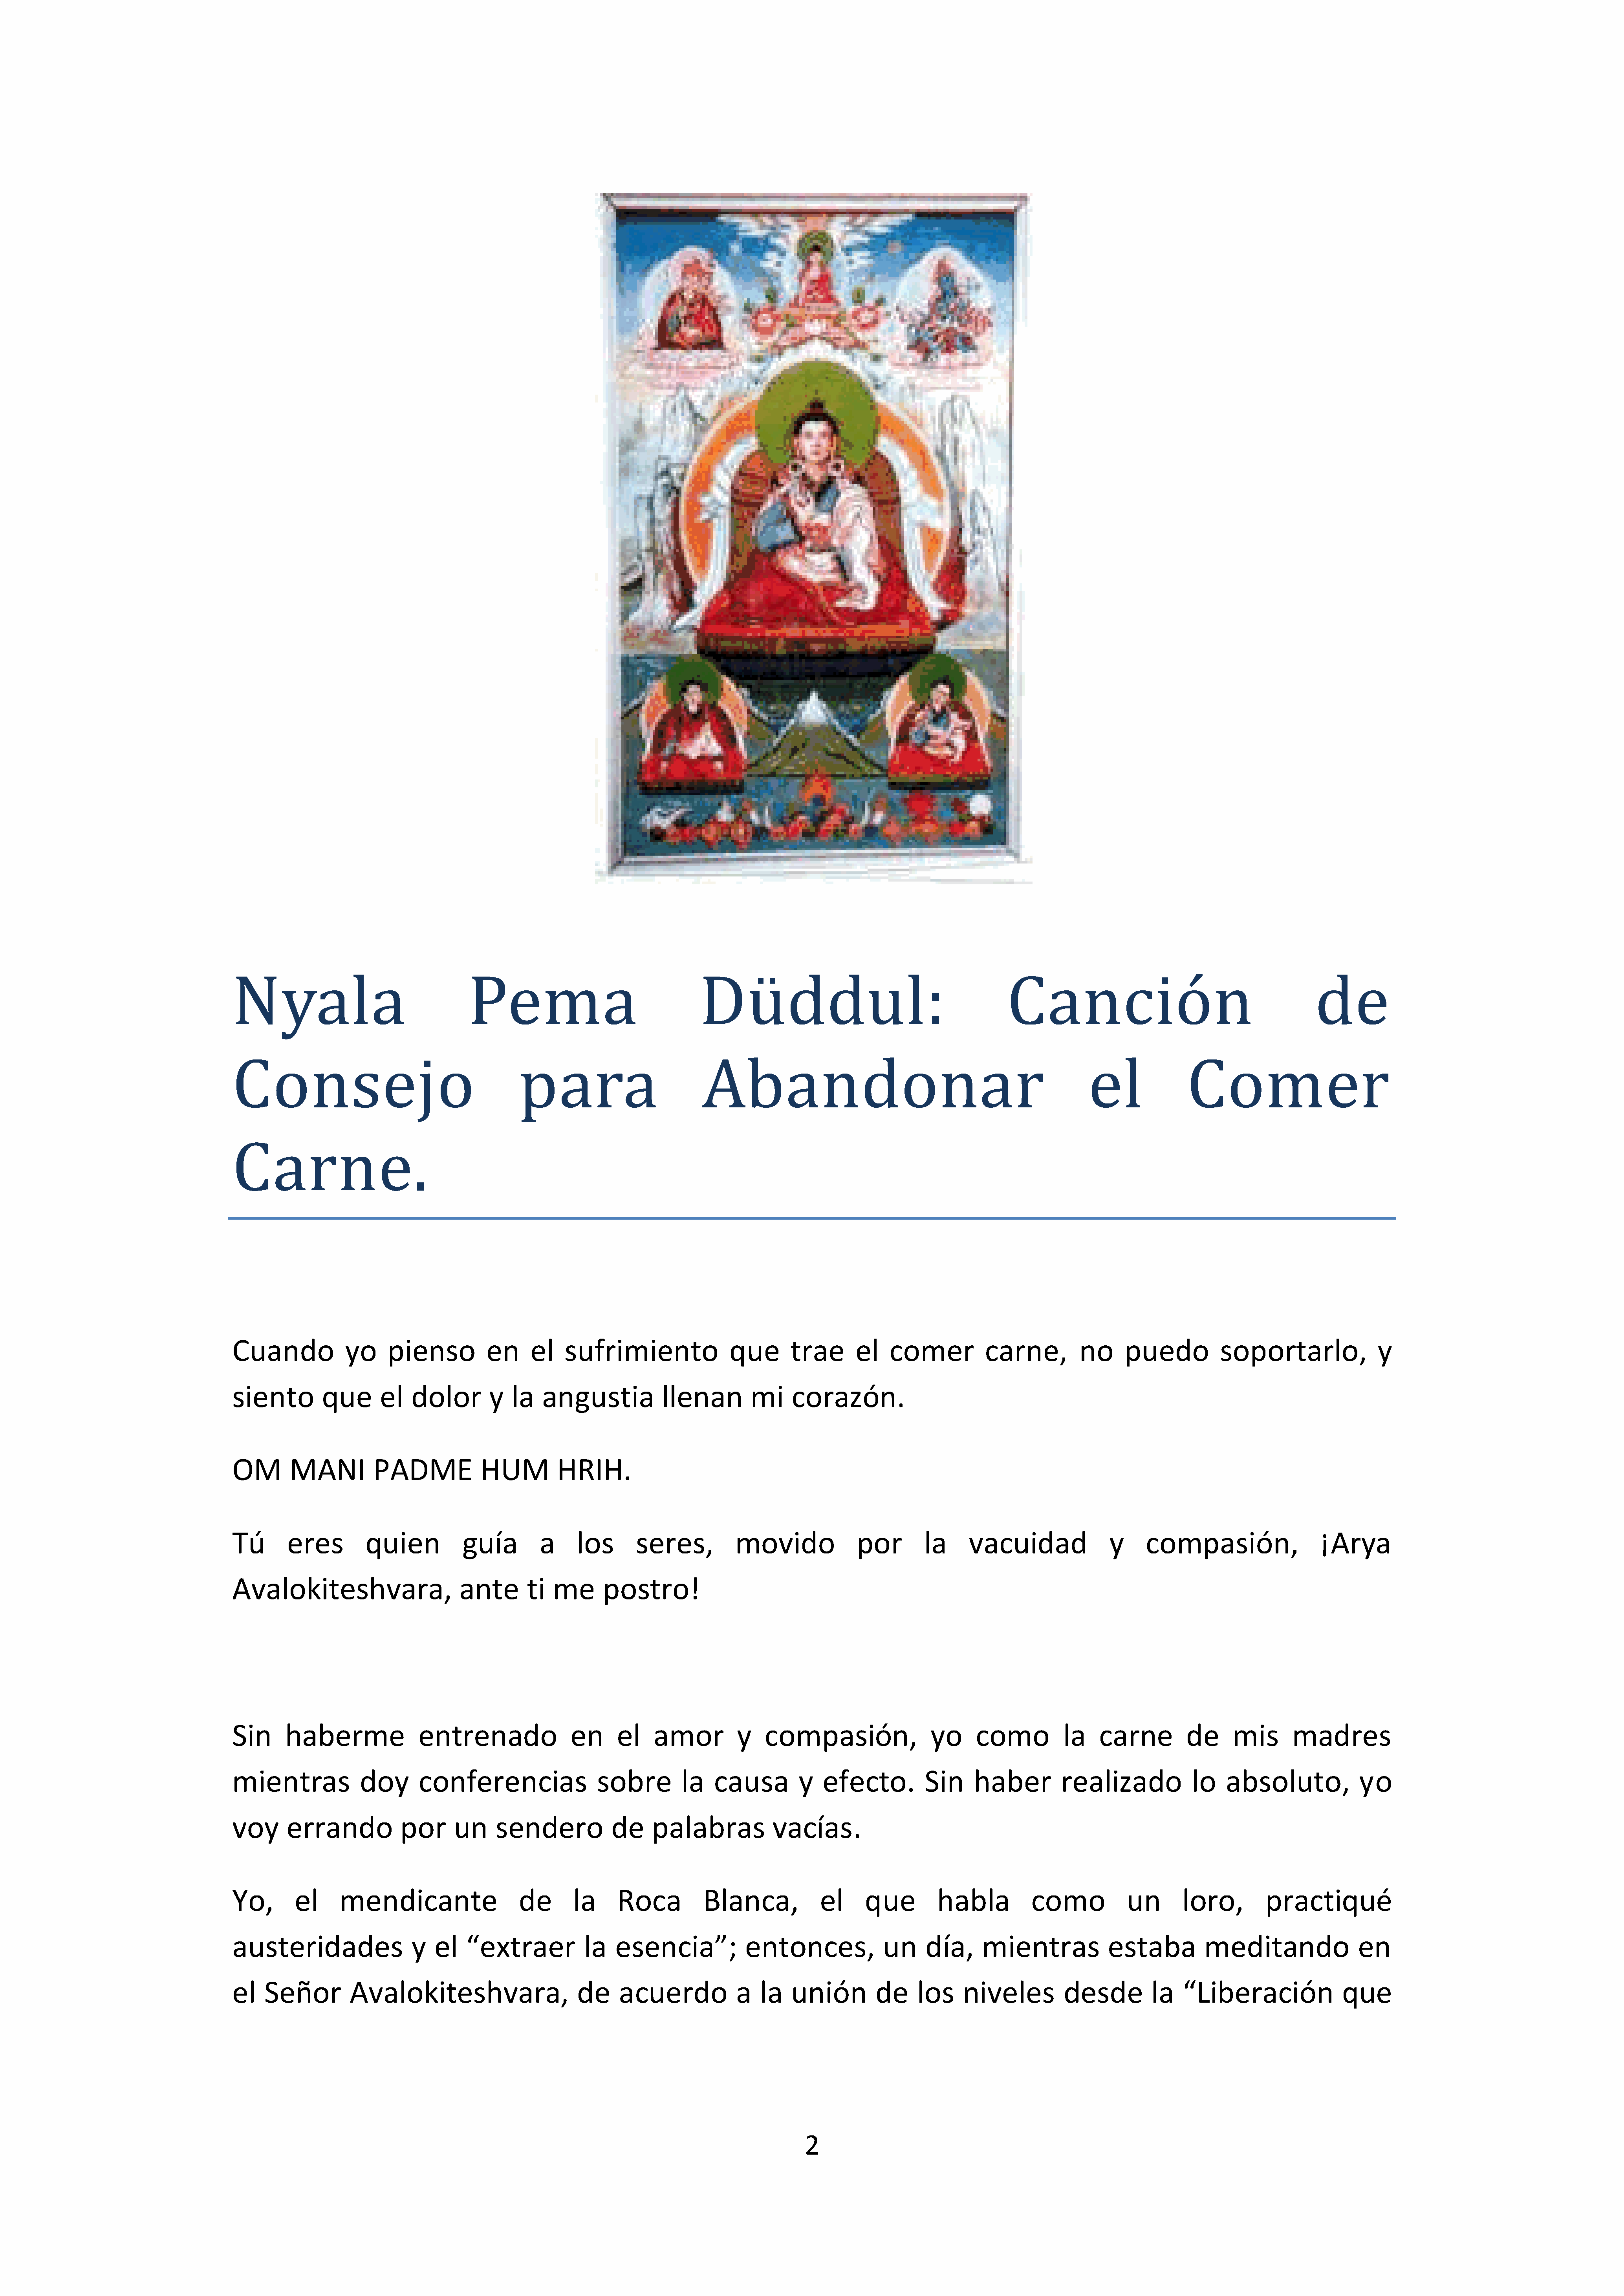 Nyala Pema Düddul: Canción de
Consejo para Abandonar el Comer
Carne.
Cuando yo pienso en el sufrimiento que trae el comer carne, no puedo soportarlo, y
siento que el dolor y la angustia llenan mi corazón.
OM MANI PADME HUM HRIH.
Tú eres quien guía a los seres, movido por la vacuidad y compasión, ¡Arya
Avalokiteshvara, ante ti me postro!
Sin haberme entrenado en el amor y compasión, yo como la carne de mis madres
mientras doy conferencias sobre la causa y efecto. Sin haber realizado lo absoluto, yo
voy errando por un sendero de palabras vacías.
Yo, el mendicante de la Roca Blanca, el que habla como un loro, practiqué
austeridades y el “extraer la esencia”; entonces, un día, mientras estaba meditando en
el Señor Avalokiteshvara, de acuerdo a la unión de los niveles desde la “Liberación que
2